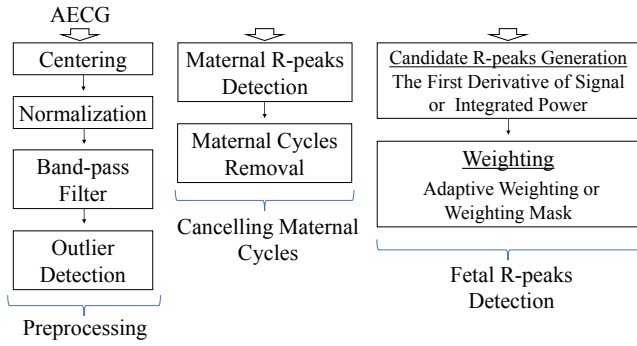 AECG
Centering
Normalization
Band-pass
Filter
Outlier
Detection
Preprocessing
Maternal R-peaks
Detection
Maternal Cycles
Removal
Cancelling Maternal
Cycles
Candidate R-peaks Generation
The First Derivative of Signal
or Integrated Power
Weighting
Adaptive Weighting or
Weighting Mask
Fetal R-peaks
Detection